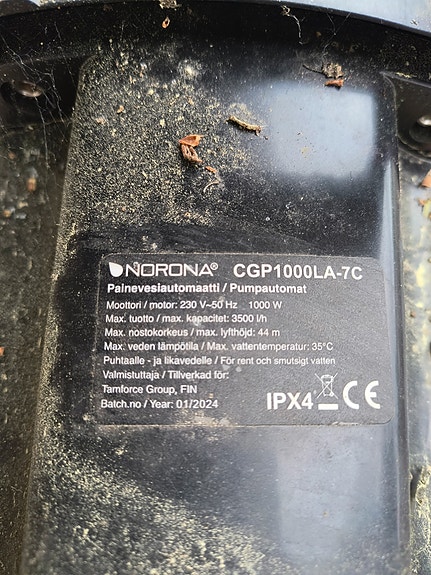 NORONA® CGP1000LA-7C
Painevesiautomaatti / Pumpautomat
Moottori / motor: 230 V~50 Hz 1000 W
Max. tuotto / max. kapacitet: 3500 l/h
Max. nostokorkeus / max. lyfthöjd: 44 m
Max. veden lämpötila / Max. vattentemperatur: 35°C
Puhtaalle - ja likavedelle / För rent och smutsigt vatten
Valmistuttaja / Tillverkad för:
Tamforce Group, FIN
Batch.no / Year: 01/2024
IPX4 CE